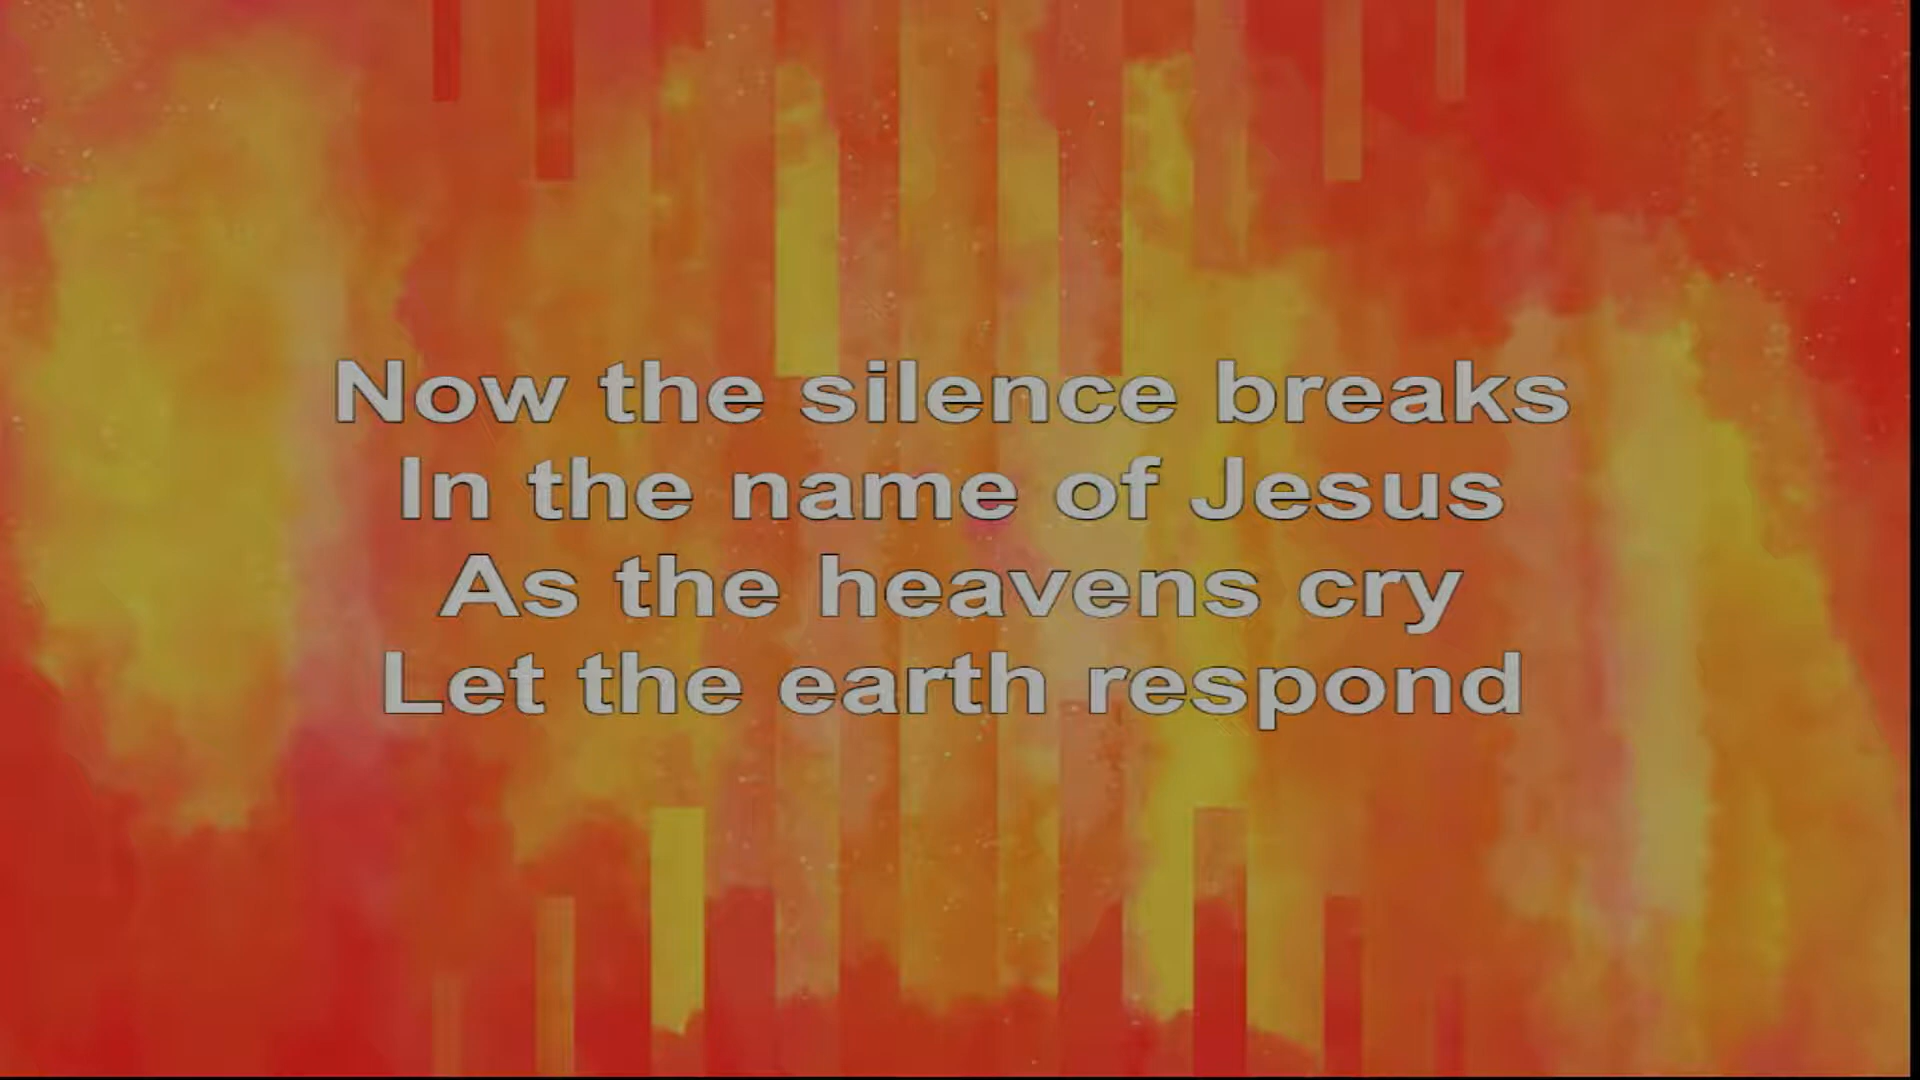 Now the silence breaks
In the name of Jesus
As the heavens cry
Let the earth respond